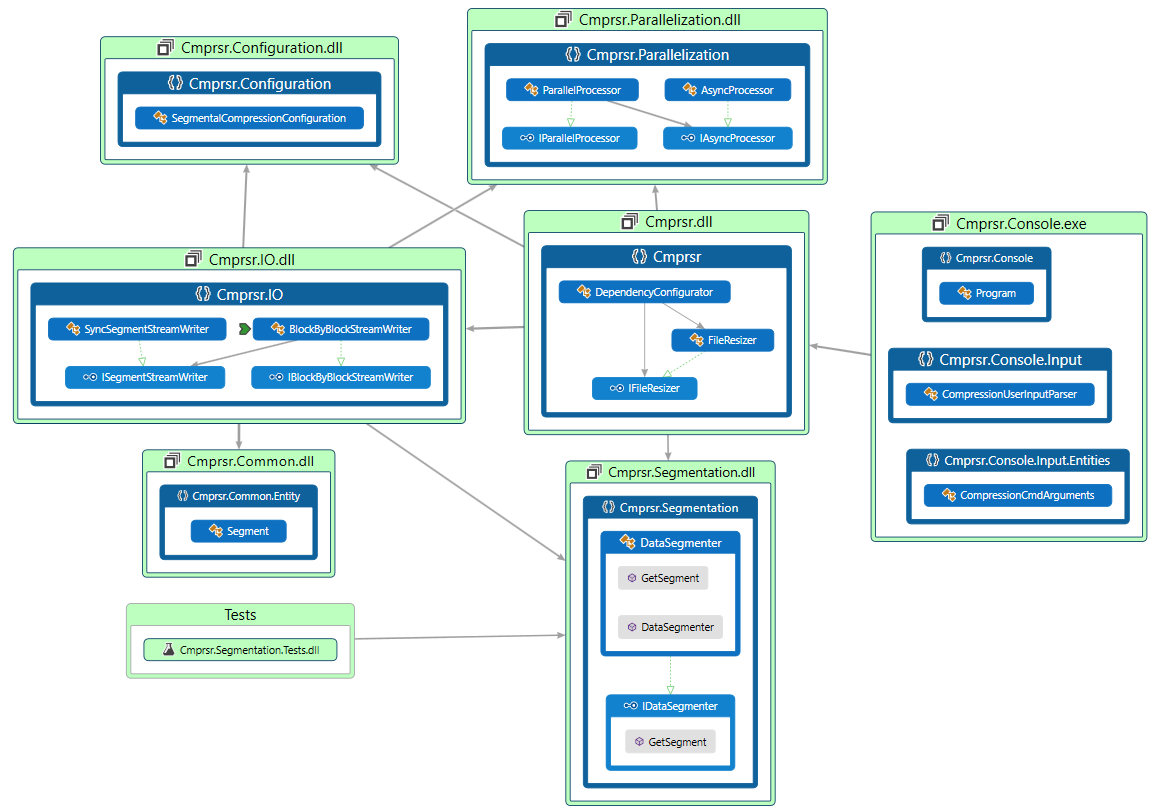 Cmprsr.Configuration.dll
Cmprsr.Configuration
SegmentalCompressionConfiguration
Cmprsr.Parallelization.dll
Cmprsr.Parallelization
ParallelProcessor
AsyncProcessor
IParallelProcessor
IAsyncProcessor
Cmprsr.IO.dll
Cmprsr.IO
SyncSegmentStreamWriter
BlockByBlockStreamWriter
ISegmentStreamWriter
IBlockByBlockStreamWriter
Cmprsr.dll
Cmprsr
DependencyConfigurator
FileResizer
IFileResizer
Cmprsr.Console.exe
Cmprsr.Console
Program
Cmprsr.Console.Input
CompressionUserInputParser
Cmprsr.Console.Input.Entities
CompressionCmdArguments
Cmprsr.Common.dll
Cmprsr.Common.Entity
Segment
Tests
Cmprsr.Segmentation.Tests.dll
Cmprsr.Segmentation.dll
Cmprsr.Segmentation
DataSegmenter
GetSegment
DataSegmenter
IDataSegmenter
GetSegment